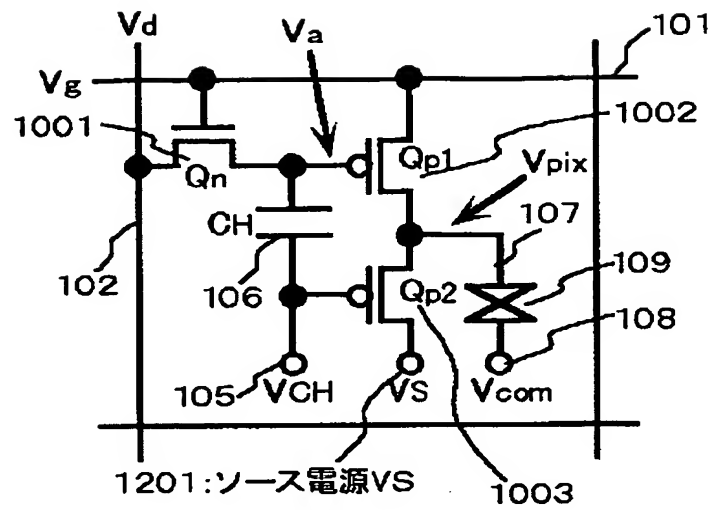 Vd
Va
101
Vg
1001
1002
Qn
Qp1
Vpix
CH
107
102
106
Qp2
109
108
105
VCH
VS
Vcom
1201:ソース電源VS
1003